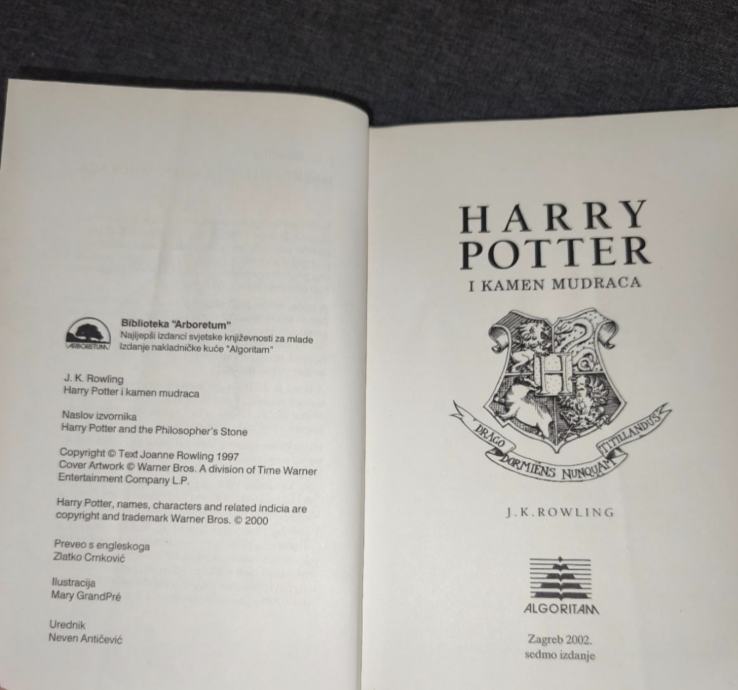 Biblioteka "Arboretum"
Najljepši izdanci svjetske književnosti za mlade
Izdanje nakladničke kuće "Algoritam"
ARBORETUM
J. K. Rowling
Harry Potter i kamen mudraca
Naslov izvornika
Harry Potter and the Philosopher's Stone
Copyright © Text Joanne Rowling 1997
Cover Artwork © Warner Bros. A division of Time Warner
Entertainment Company L.P.
Harry Potter, names, characters and related indicia are
copyright and trademark Warner Bros. © 2000
Preveo s engleskoga
Zlatko Crnković
Ilustracija
Mary GrandPré
Urednik
Neven Antičević
HARRY
POTTER
I KAMEN MUDRACA
H
DRACO
DORMIENS NUNQUAM
TITILLANDUS
J.K.ROWLING
ALGORITAM
Zagreb 2002.
sedmo izdanje